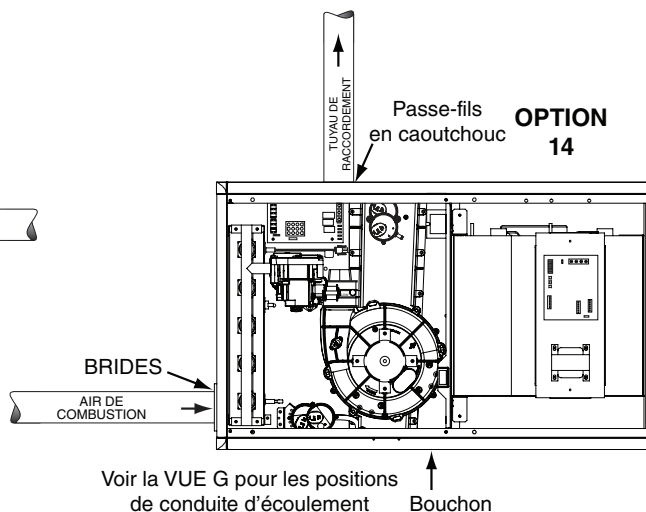 TUYAU DE
RACCORDEMENT
Passe-fils
en caoutchouc
OPTION
14
BRIDES
AIR DE
COMBUSTION
Voir la VUE G pour les positions
de conduite d’écoulement
Bouchon